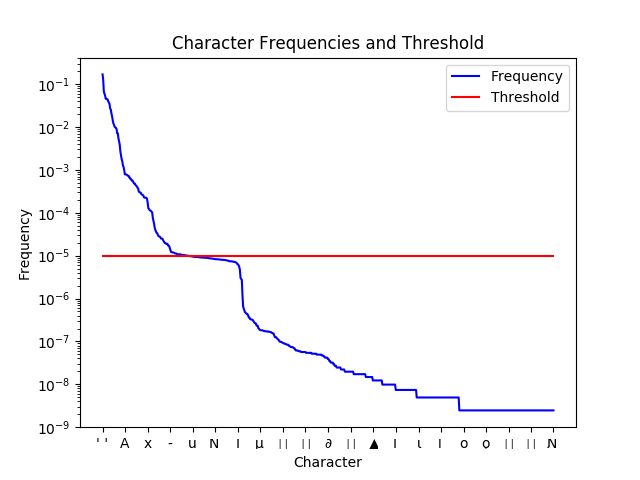 Character Frequencies and Threshold
Frequency
Threshold
10⁻¹
10⁻²
10⁻³
10⁻⁴
10⁻⁵
10⁻⁶
10⁻⁷
10⁻⁸
10⁻⁹
Frequency
A x - u N I μ ∂ ▲ I ι I o N
Character